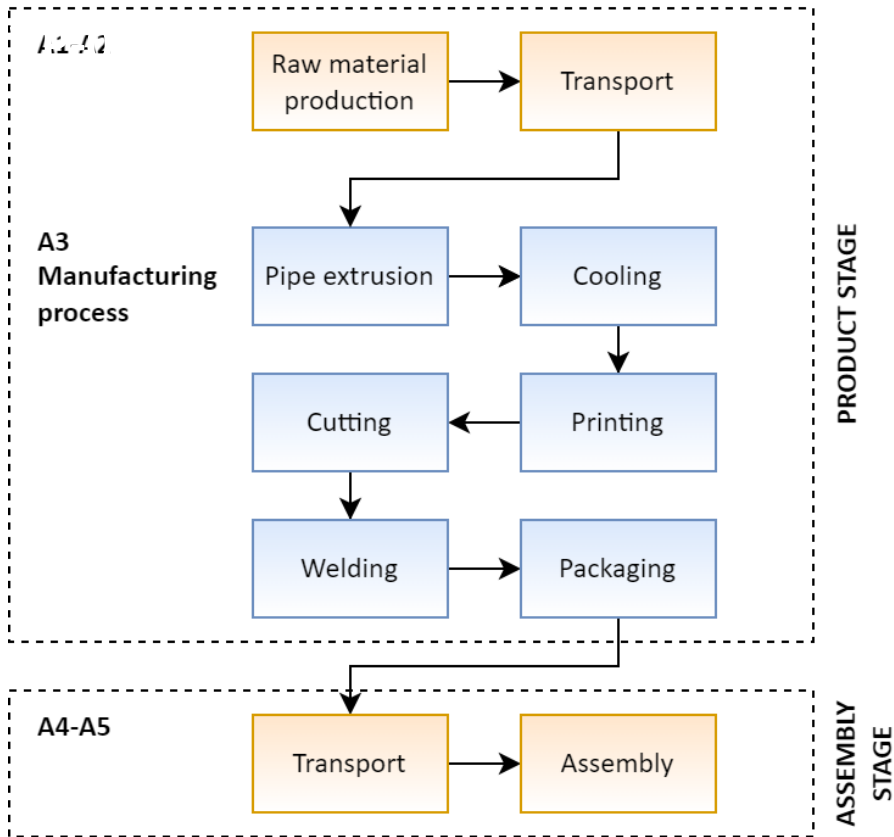 Raw material
production
Transport
A3
Manufacturing
process
Pipe extrusion
Cooling
Cutting
Printing
Welding
Packaging
PRODUCT STAGE
A4-A5
Transport
Assembly
ASSEMBLY
STAGE